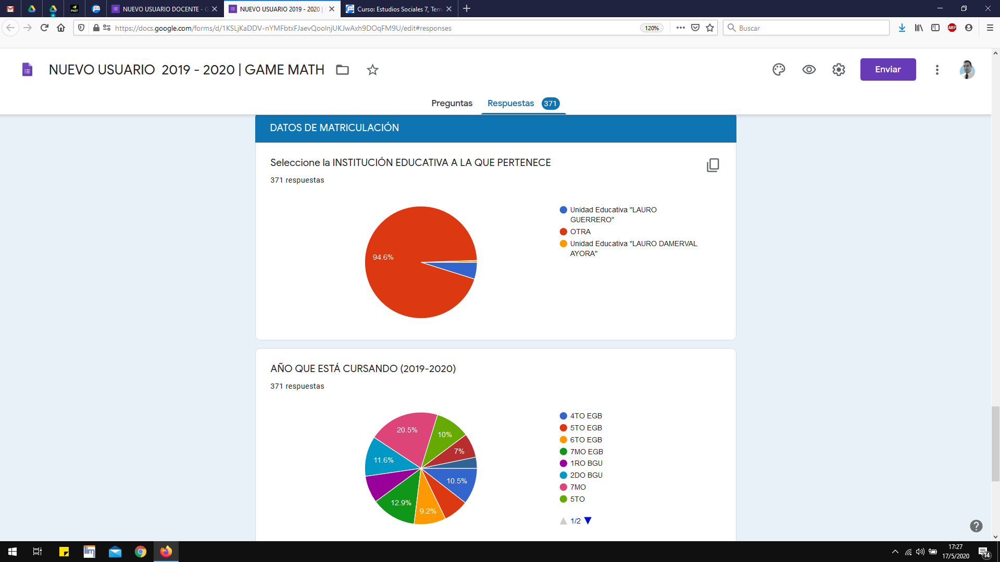 NUEVO USUARIO DOCENTE - G
NUEVO USUARIO 2019 - 2020 |
Curso: Estudios Sociales 7, Tem
https://docs.google.com/forms/d/1KSLjKaDDV-nYMFbtxFJaevQoolnjUKJwAxh9DOqFM9U/edit#responses
120%
Buscar
ABP
NUEVO USUARIO 2019 - 2020 | GAME MATH
Enviar
Preguntas
Respuestas 371
DATOS DE MATRICULACIÓN
Seleccione la INSTITUCIÓN EDUCATIVA A LA QUE PERTENECE
371 respuestas
94.6%
Unidad Educativa "LAURO
GUERRERO"
OTRA
Unidad Educativa "LAURO DAMERVAL
AYORA"
AÑO QUE ESTÁ CURSANDO (2019-2020)
371 respuestas
20.5%
10%
7%
11.6%
10.5%
12.9%
9.2%
4TO EGB
5TO EGB
6TO EGB
7MO EGB
1RO BGU
2DO BGU
7MO
5TO
1/2
lim
17:27
17/5/2020
14